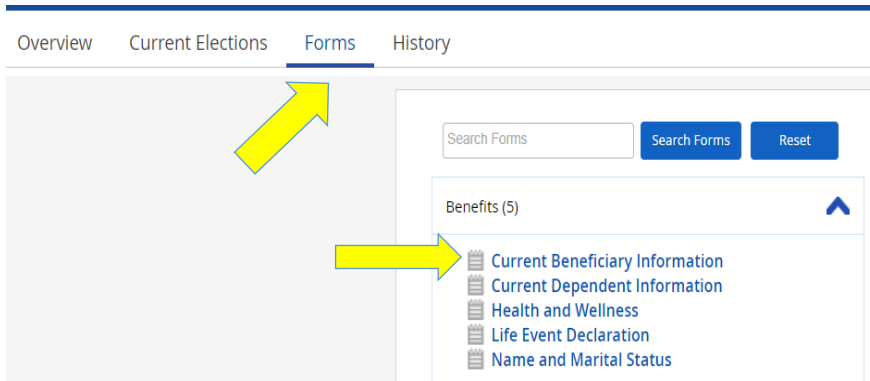 Overview Current Elections Forms History
Search Forms Search Forms Reset
Benefits (5)
Current Beneficiary Information
Current Dependent Information
Health and Wellness
Life Event Declaration
Name and Marital Status